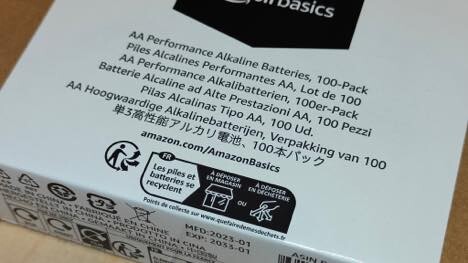 basics
AA Performance Alkaline Batteries, 100-Pack
Piles Alcalines Performantes AA, Lot de 100
AA Performance Alkalibatterien, 100er-Pack
Batterie Alcaline ad Alte Prestazioni AA, 100 Pezzi
Pilas Alcalinas Tipo AA, 100 Ud.
AA Hoogwaardige Alkalinebatterijen, Verpakking van 100
単3高性能アルカリ電池、100本パック
amazon.com/AmazonBasics
FR
Les piles et
batteries se
recyclent
À DÉPOSER
EN MAGASIN
OU
À DÉPOSER
EN DÉCHÈTERIE
Points de collecte sur www.quefairedemesdechets.fr
MFD:2023-01
EXP: 2033-01
IN CINA
ASIN